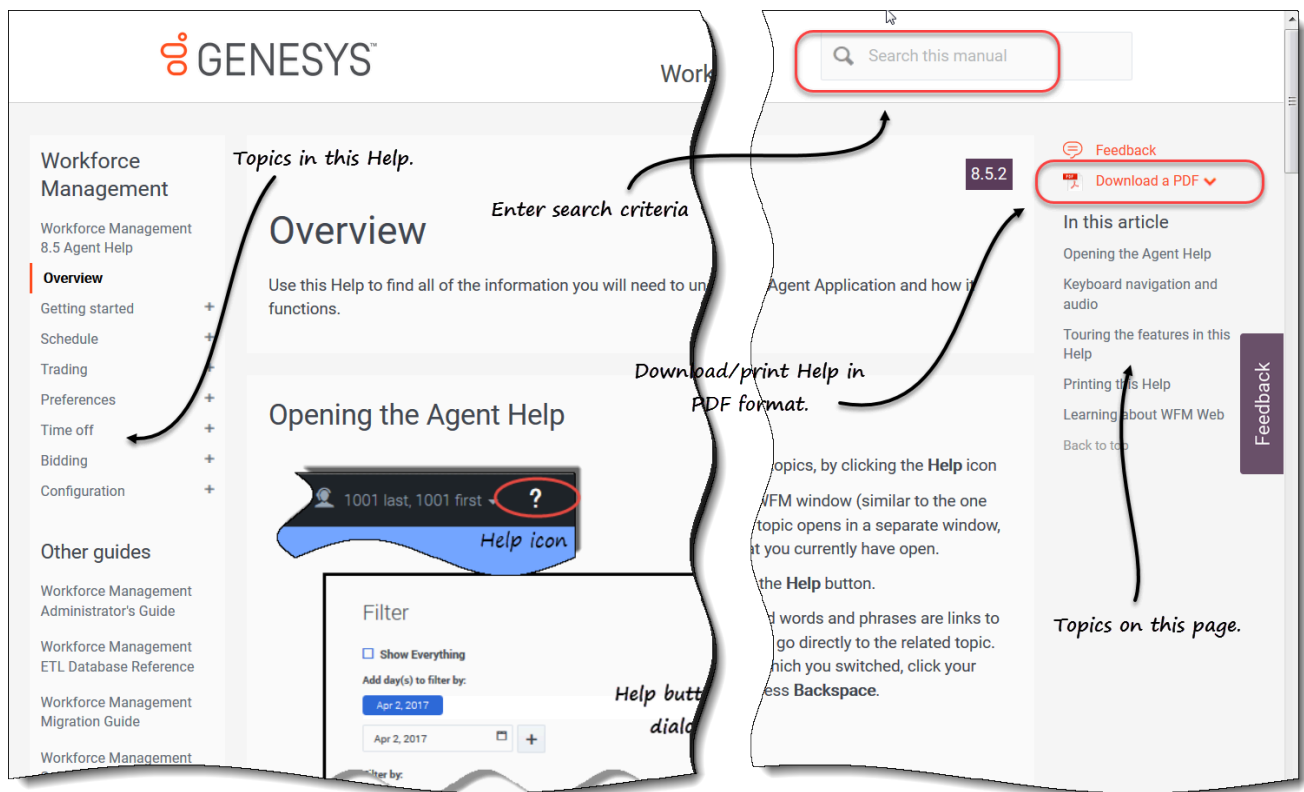 GENESYS™
Work
Search this manual
Workforce
Management
Workforce Management
8.5 Agent Help
Overview
Getting started +
Schedule +
Trading +
Preferences +
Time off +
Bidding +
Configuration +
Other guides
Workforce Management
Administrator's Guide
Workforce Management
ETL Database Reference
Workforce Management
Migration Guide
Workforce Management
Topics in this Help.
Enter search criteria
8.5.2
Overview
Use this Help to find all of the information you will need to un Agent Application and how it
functions.
Download/print Help in
PDF format.
Opening the Agent Help
1001 last, 1001 first
?
Help icon
Filter
Show Everything
Add day(s) to filter by:
Apr 2, 2017
Apr 2, 2017 +
Filter by:
Help butt
dialo
topics, by clicking the Help icon
WFM window (similar to the one
topic opens in a separate window,
at you currently have open.
the Help button.
d words and phrases are links to
go directly to the related topic.
hich you switched, click your
ess Backspace.
Feedback
PDF
Download a PDF
In this article
Opening the Agent Help
Keyboard navigation and
audio
Touring the features in this
Help
Printing this Help
Learning about WFM Web
Back to top
Topics on this page.
Feedback